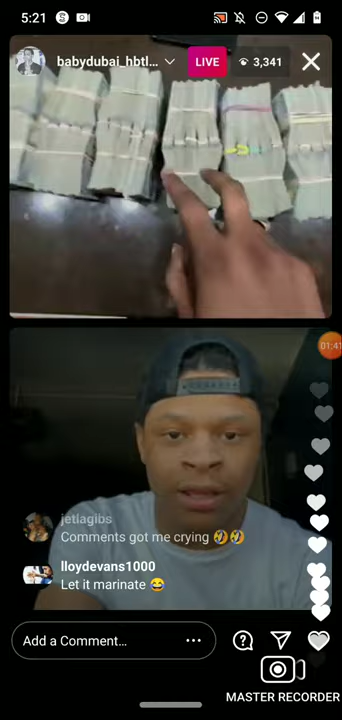 5:21
babydubai_hbtl...
LIVE
3,341
01:41
jetlagibs
Comments got me crying 🤣🤣
lloydevans1000
Let it marinate 😂
Add a Comment...
MASTER RECORDER